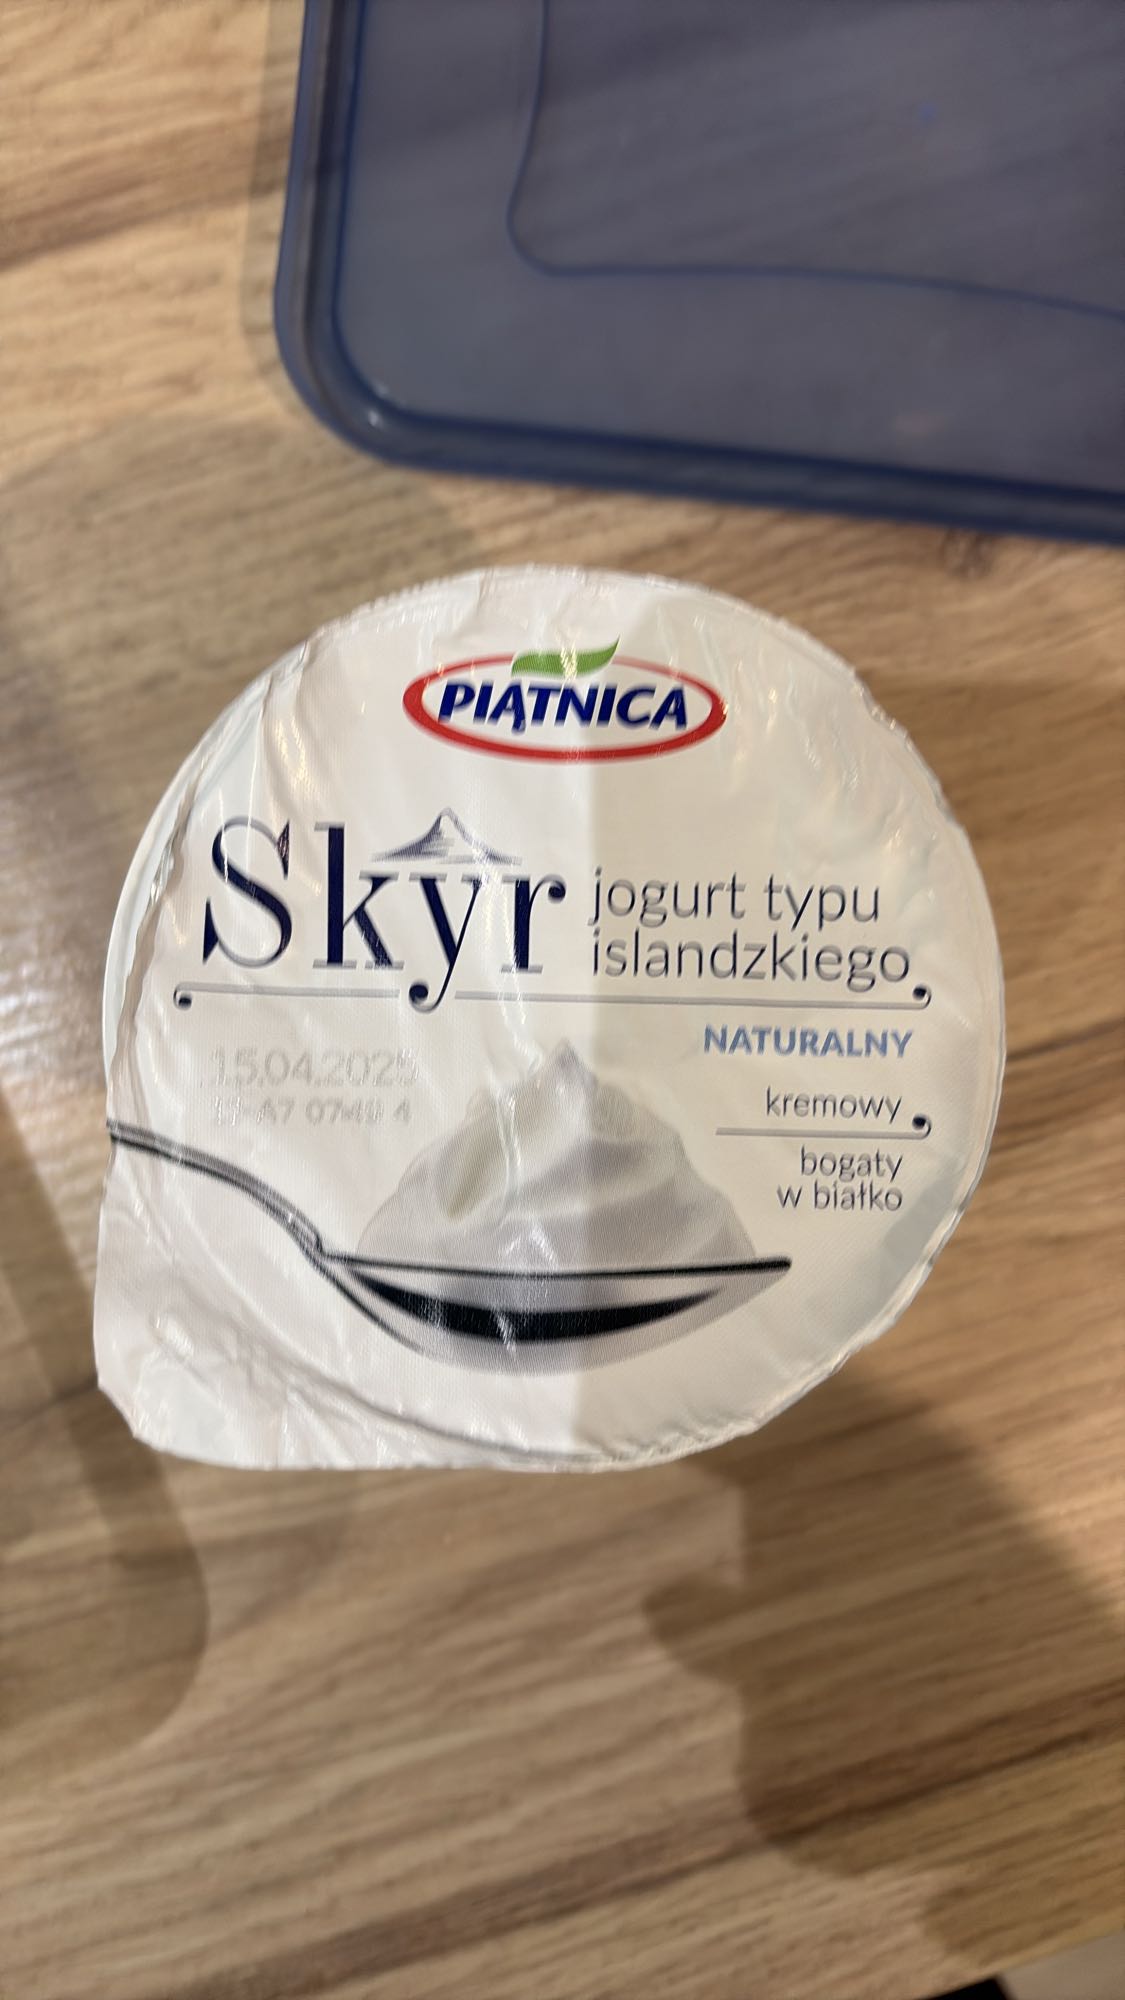 PIĄTNICA
Skyr jogurt typu
islandzkiego
NATURALNY
15.04.2025
kremowy
bogaty
w białko